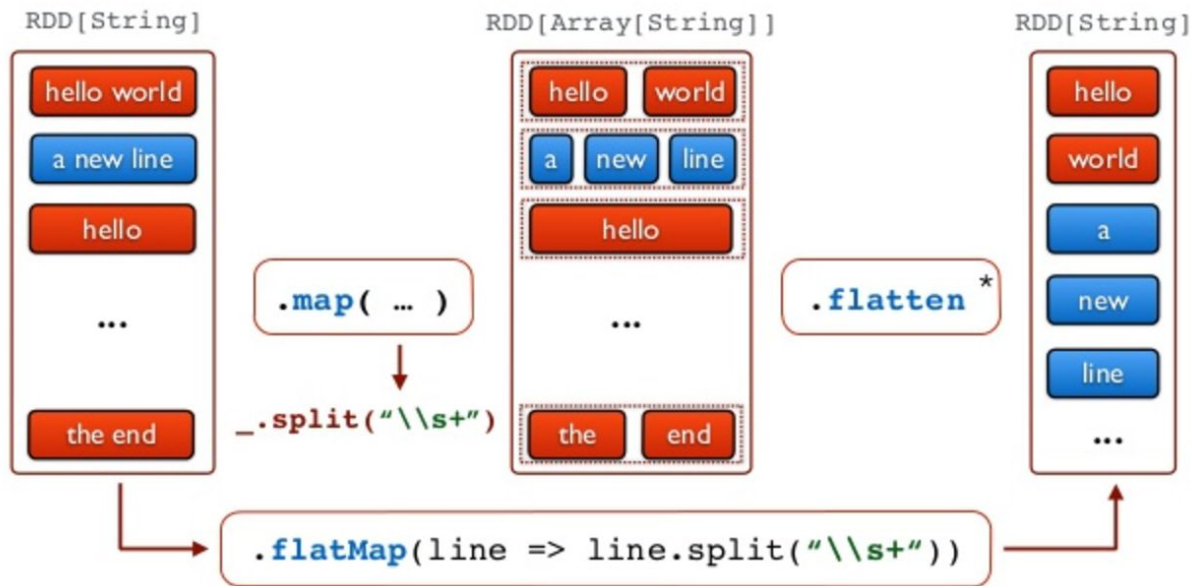 RDD[String]
hello world
a new line
hello
...
the end
.map( … )
_.split(“\\s+”)
RDD[Array[String]]
hello world
a new line
hello
...
the end
.flatten *
RDD[String]
hello
world
a
new
line
...
.flatMap(line => line.split(“\\s+“))